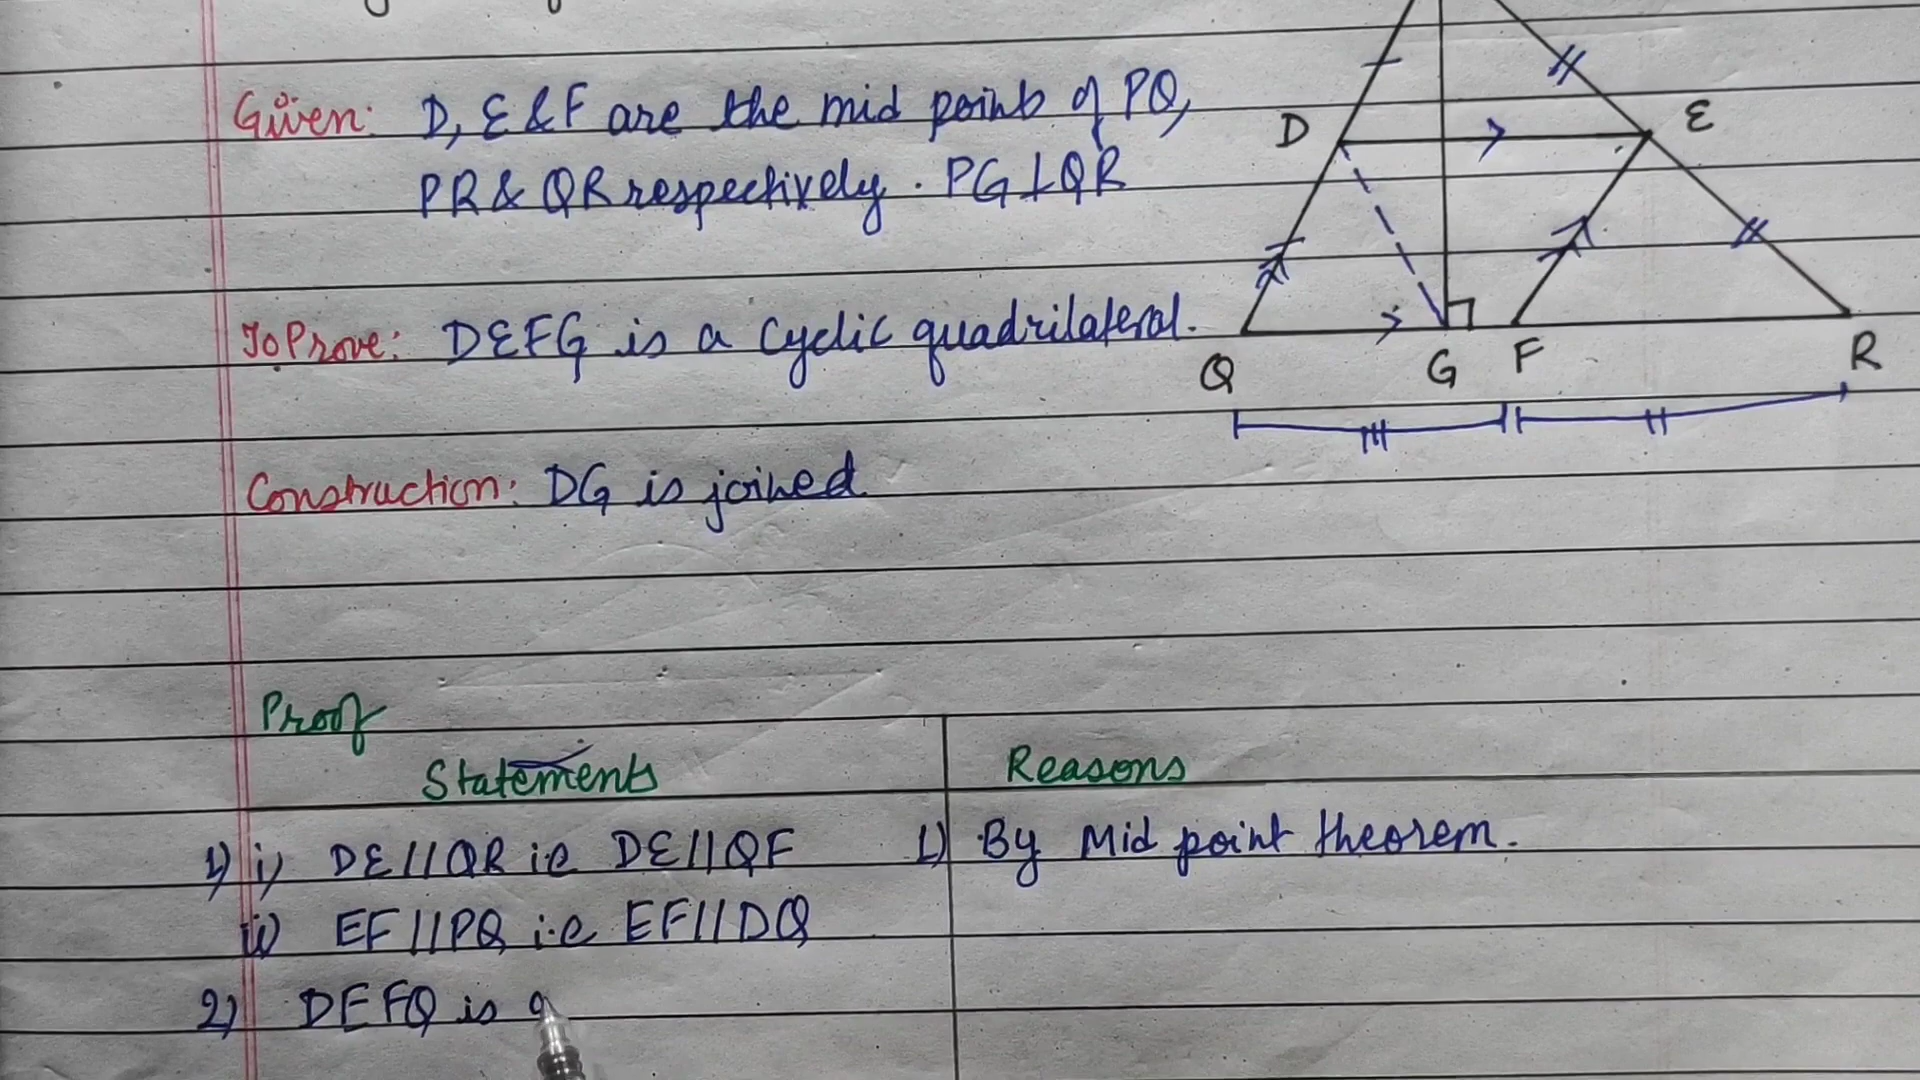 Given: D, E & F are the mid points of PQ,
PR & QR respectively. PG ⊥ QR
To Prove: DEFG is a Cyclic quadrilateral.
Construction: DG is joined
D
E
Q
G
F
R
Proof
Statements
Reasons
1) i) DE//QR i.e DE//QF
1) By Mid point theorem.
ii) EF//PQ i.e EF//DQ
2) DEFQ is a